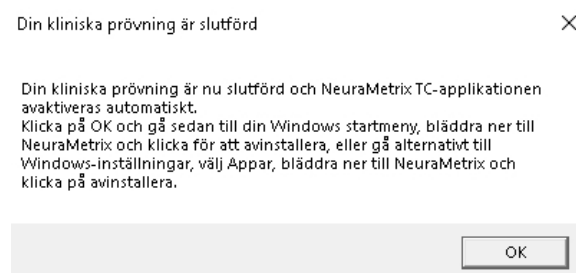 Din kliniska prövning är slutförd
Din kliniska prövning är nu slutförd och NeuraMetrix TC-applikationen
avaktiveras automatiskt.
Klicka på OK och gå sedan till din Windows startmeny, bläddra ner till
NeuraMetrix och klicka för att avinstallera, eller gå alternativt till
Windows-inställningar, välj Appar, bläddra ner till NeuraMetrix och
klicka på avinstallera.
OK